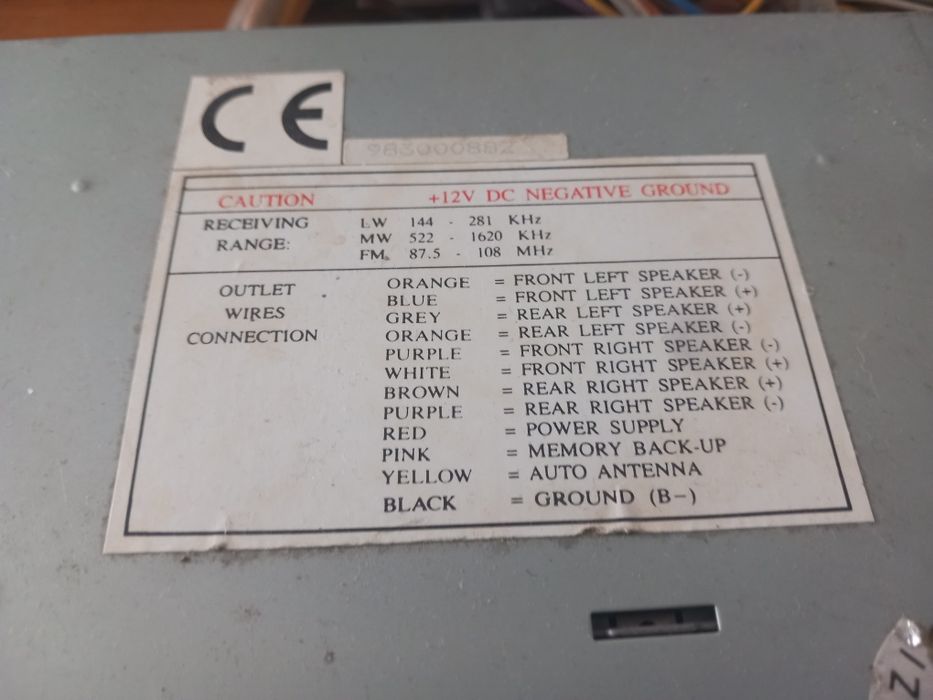 CE
983000882
CAUTION +12V DC NEGATIVE GROUND
RECEIVING RANGE:
LW 144 - 281 KHz
MW 522 - 1620 KHz
FM. 87.5 - 108 MHz
OUTLET
WIRES
CONNECTION
ORANGE = FRONT LEFT SPEAKER (-)
BLUE = FRONT LEFT SPEAKER (+)
GREY = REAR LEFT SPEAKER (+)
ORANGE = REAR LEFT SPEAKER (-)
PURPLE = FRONT RIGHT SPEAKER (-)
WHITE = FRONT RIGHT SPEAKER (+)
BROWN = REAR RIGHT SPEAKER (+)
PURPLE = REAR RIGHT SPEAKER (-)
RED = POWER SUPPLY
PINK = MEMORY BACK-UP
YELLOW = AUTO ANTENNA
BLACK = GROUND (B-)